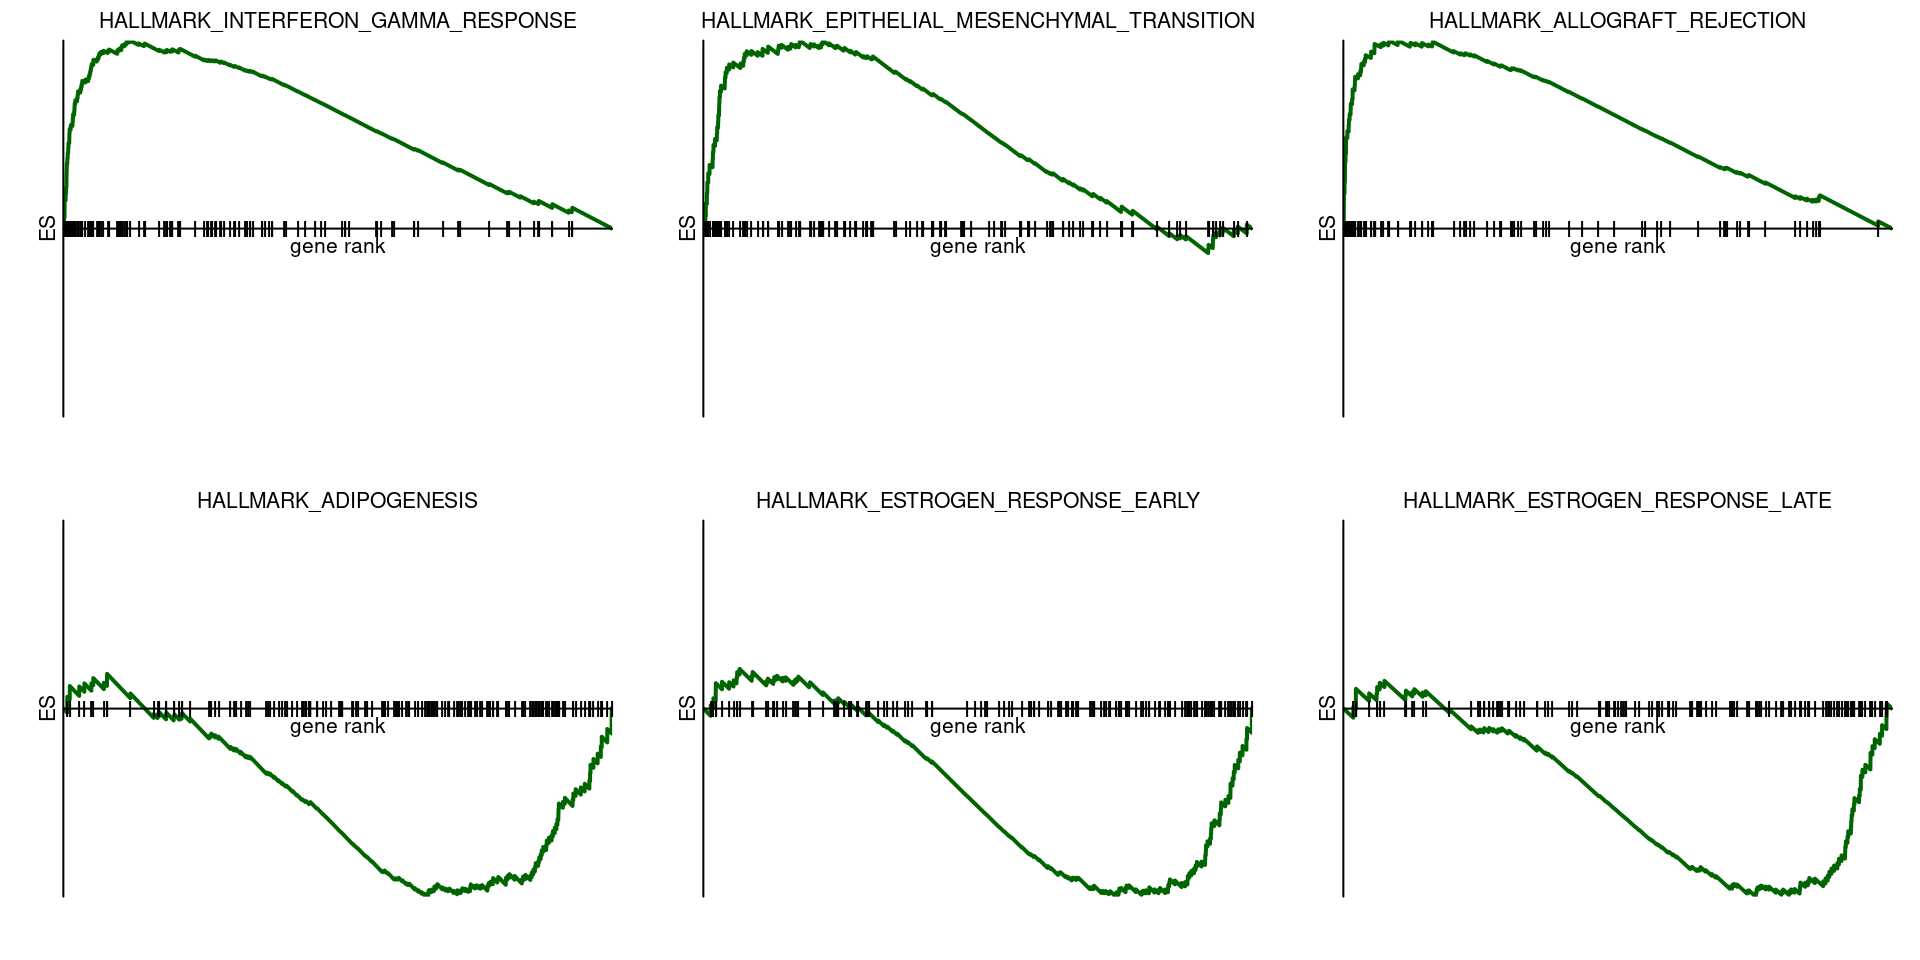 HALLMARK_INTERFERON_GAMMA_RESPONSE
ES
gene rank
HALLMARK_EPITHELIAL_MESENCHYMAL_TRANSITION
ES
gene rank
HALLMARK_ALLOGRAFT_REJECTION
ES
gene rank
HALLMARK_ADIPOGENESIS
ES
gene rank
HALLMARK_ESTROGEN_RESPONSE_EARLY
ES
gene rank
HALLMARK_ESTROGEN_RESPONSE_LATE
ES
gene rank